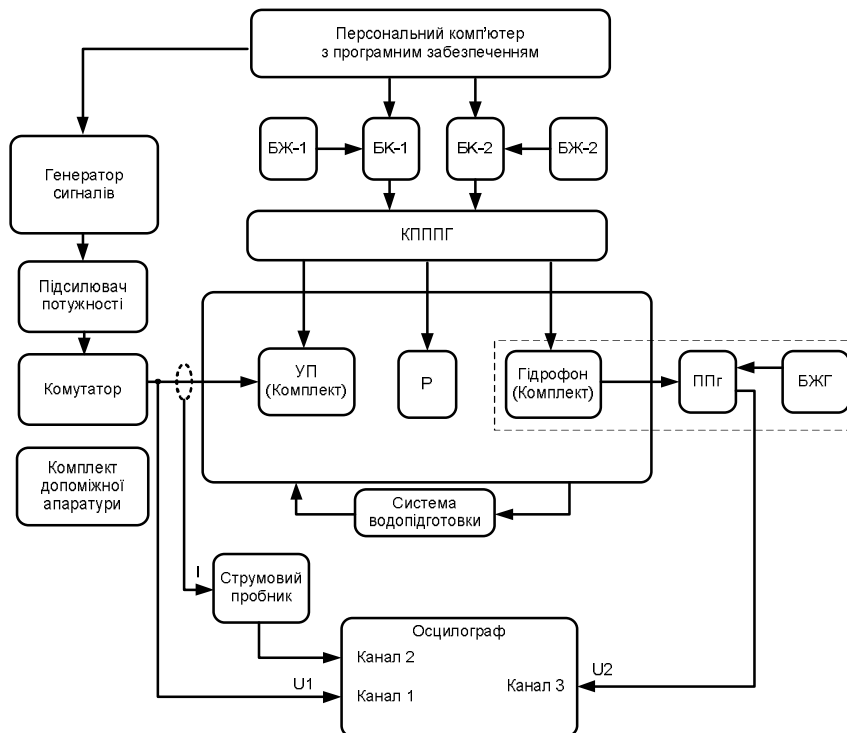 Персональний комп'ютер
з програмним забезпеченням
БЖ-1
БК-1
БК-2
БЖ-2
Генератор
сигналів
КПППГ
Підсилювач
потужності
УП
(Комплект)
Р
Гідрофон
(Комплект)
ППг
БЖГ
Комутатор
Комплект
допоміжної
апаратури
Система
водопідготовки
I
Струмовий
пробник
Осцилограф
Канал 2
U1
Канал 1
Канал 3
U2